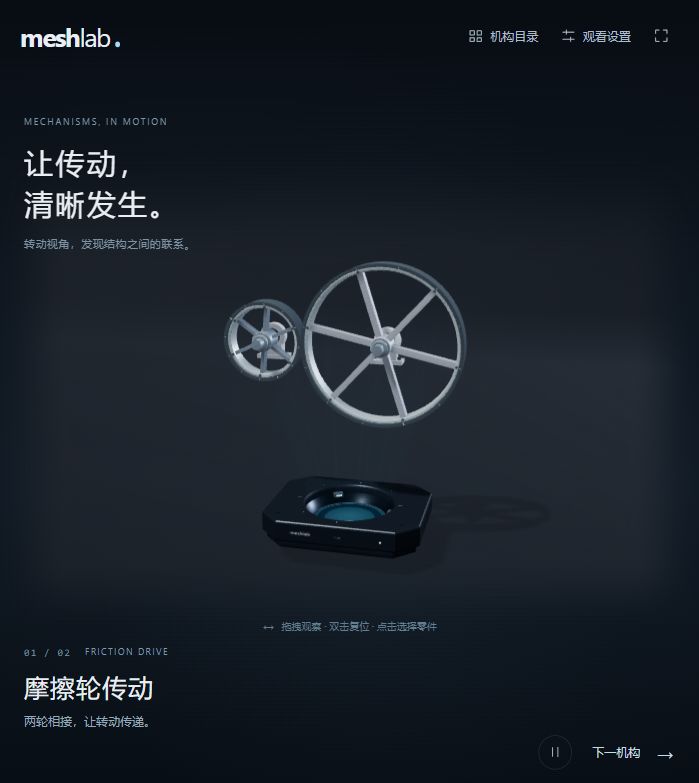 meshlab.
机构目录
观看设置
MECHANISMS, IN MOTION
让传动，
清晰发生。
转动视角，发现结构之间的联系。
meshlab
↔ 拖拽观察 · 双击复位 · 点击选择零件
01 / 02 FRICTION DRIVE
摩擦轮传动
两轮相接，让转动传递。
下一机构 →